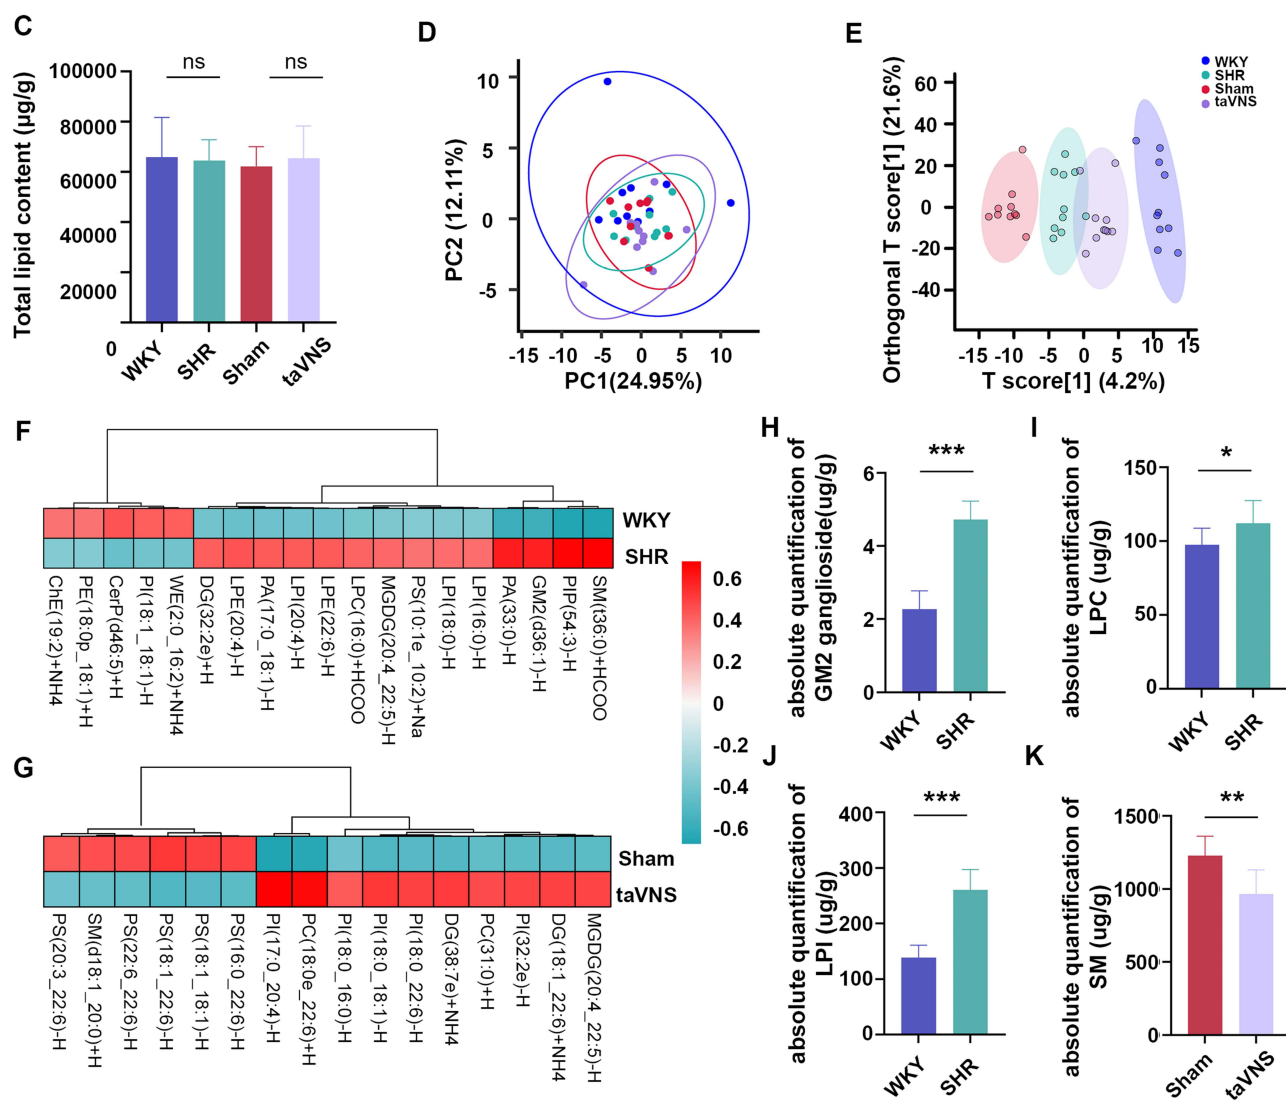 C
Total lipid content (µg/g)
100000
80000
60000
40000
20000
0
ns
ns
WKY
SHR
Sham
taVNS
D
PC2 (12.11%)
10
5
0
-5
-15
-10
-5
0
5
10
PC1(24.95%)
E
Orthogonal T score[1] (21.6%)
60
40
20
0
-20
-40
-15
-10
-5
0
5
10
15
T score[1] (4.2%)
WKY
SHR
Sham
taVNS
F
WKY
SHR
ChE(19:2)+NH4
PE(18:0p_18:1)+H
CerP(d46:5)+H
PI(18:1_18:1)-H
WE(2:0_16:2)+NH4
DG(32:2e)+H
LPE(20:4)-H
PA(17:0_18:1)-H
LPI(20:4)-H
LPE(22:6)-H
LPC(16:0)+HCOO
MGDG(20:4_22:5)-H
PS(10:1e_10:2)+Na
LPI(18:0)-H
LPI(16:0)-H
PA(33:0)-H
GM2(d36:1)-H
PIP(54:3)-H
SM(t36:0)+HCOO
0.6
0.4
0.2
0
-0.2
-0.4
-0.6
G
Sham
taVNS
PS(20:3_22:6)-H
SM(d18:1_20:0)+H
PS(22:6_22:6)-H
PS(18:1_22:6)-H
PS(18:1_18:1)-H
PS(16:0_22:6)-H
PI(17:0_20:4)-H
PC(18:0e_22:6)+H
PI(18:0_16:0)-H
PI(18:0_18:1)-H
PI(18:0_22:6)-H
DG(38:7e)+NH4
PC(31:0)+H
PI(32:2e)-H
DG(18:1_22:6)+NH4
MGDG(20:4_22:5)-H
H
absolute quantification of
GM2 ganglioside(ug/g)
6
4
2
0
***
WKY
SHR
I
absolute quantification of
LPC (ug/g)
150
100
50
0
*
WKY
SHR
J
absolute quantification of
LPI (ug/g)
400
300
200
100
0
***
WKY
SHR
K
absolute quantification of
SM (ug/g)
1500
1000
500
0
**
Sham
taVNS